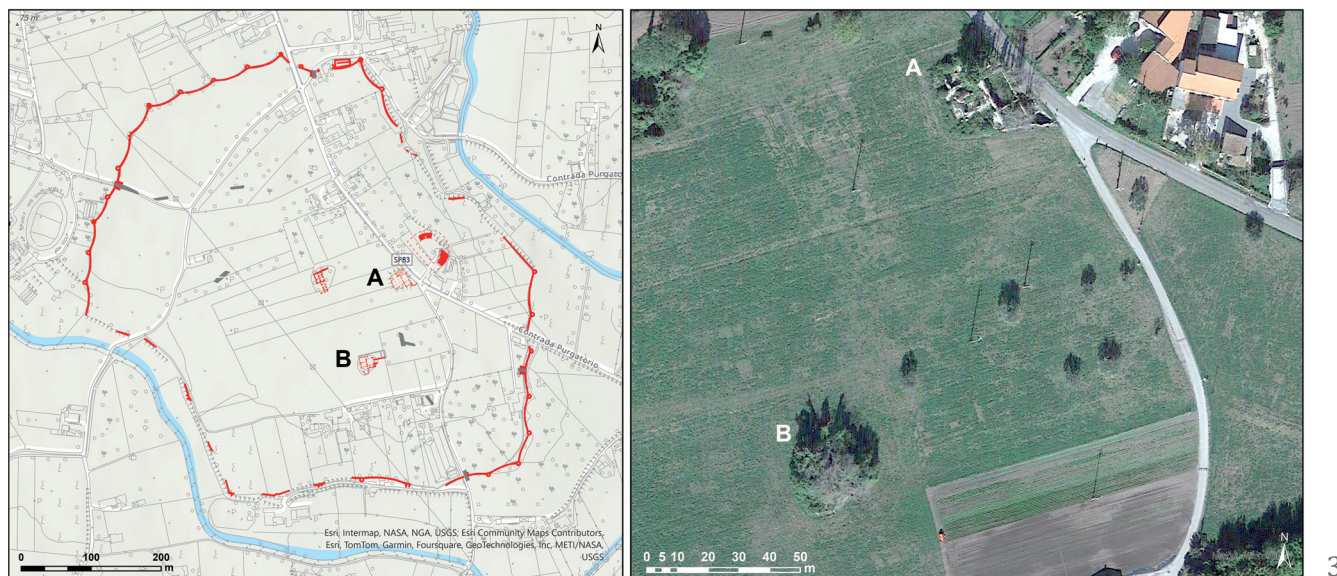 75 m
N
Contrada Purgato
SP83
A
B
Contrada Purgatorio
Esri, Intermap, NASA, NGA, USGS; Esri Community Maps Contributors,
Esri, TomTom, Garmin, Foursquare, GeoTechnologies, Inc, METI/NASA,
USGS
0 100 200
m
A
B
0 5 10 20 30 40 50
m
N
3